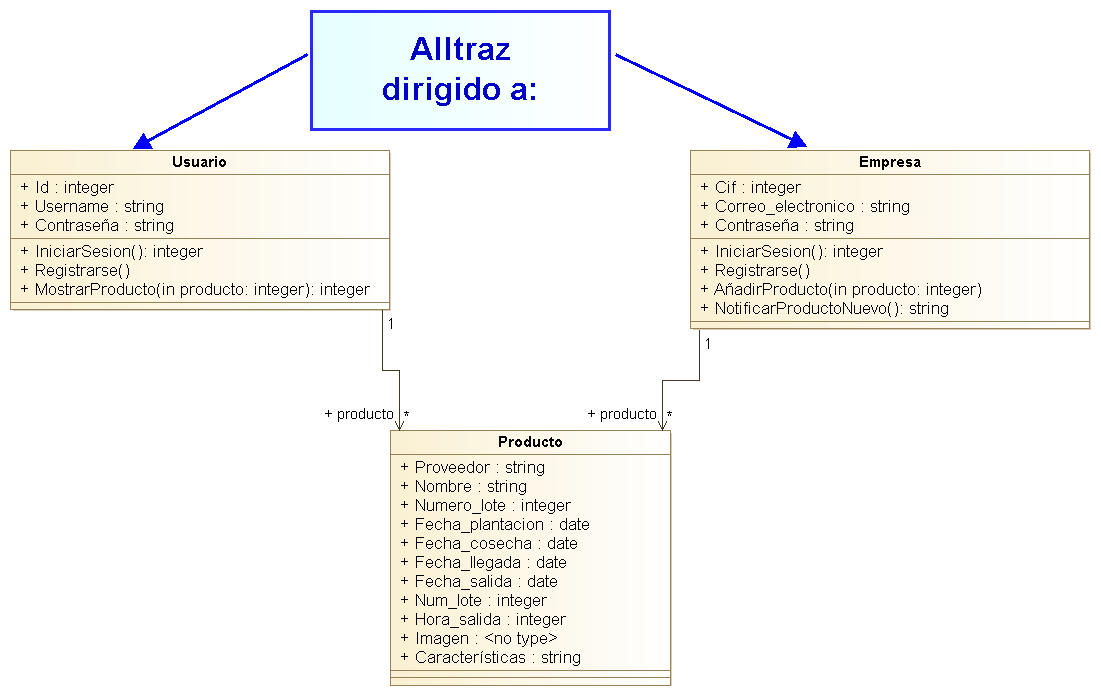 Alltraz
dirigido a:
Usuario
+ Id : integer
+ Username : string
+ Contraseña : string
+ IniciarSesion(): integer
+ Registrarse()
+ MostrarProducto(in producto: integer): integer
Empresa
+ Cif : integer
+ Correo_electronico : string
+ Contraseña : string
+ IniciarSesion(): integer
+ Registrarse()
+ AñadirProducto(in producto: integer)
+ NotificarProductoNuevo(): string
1
1
+ producto *
+ producto *
Producto
+ Proveedor : string
+ Nombre : string
+ Numero_lote : integer
+ Fecha_plantacion : date
+ Fecha_cosecha : date
+ Fecha_llegada : date
+ Fecha_salida : date
+ Num_lote : integer
+ Hora_salida : integer
+ Imagen : <no type>
+ Características : string